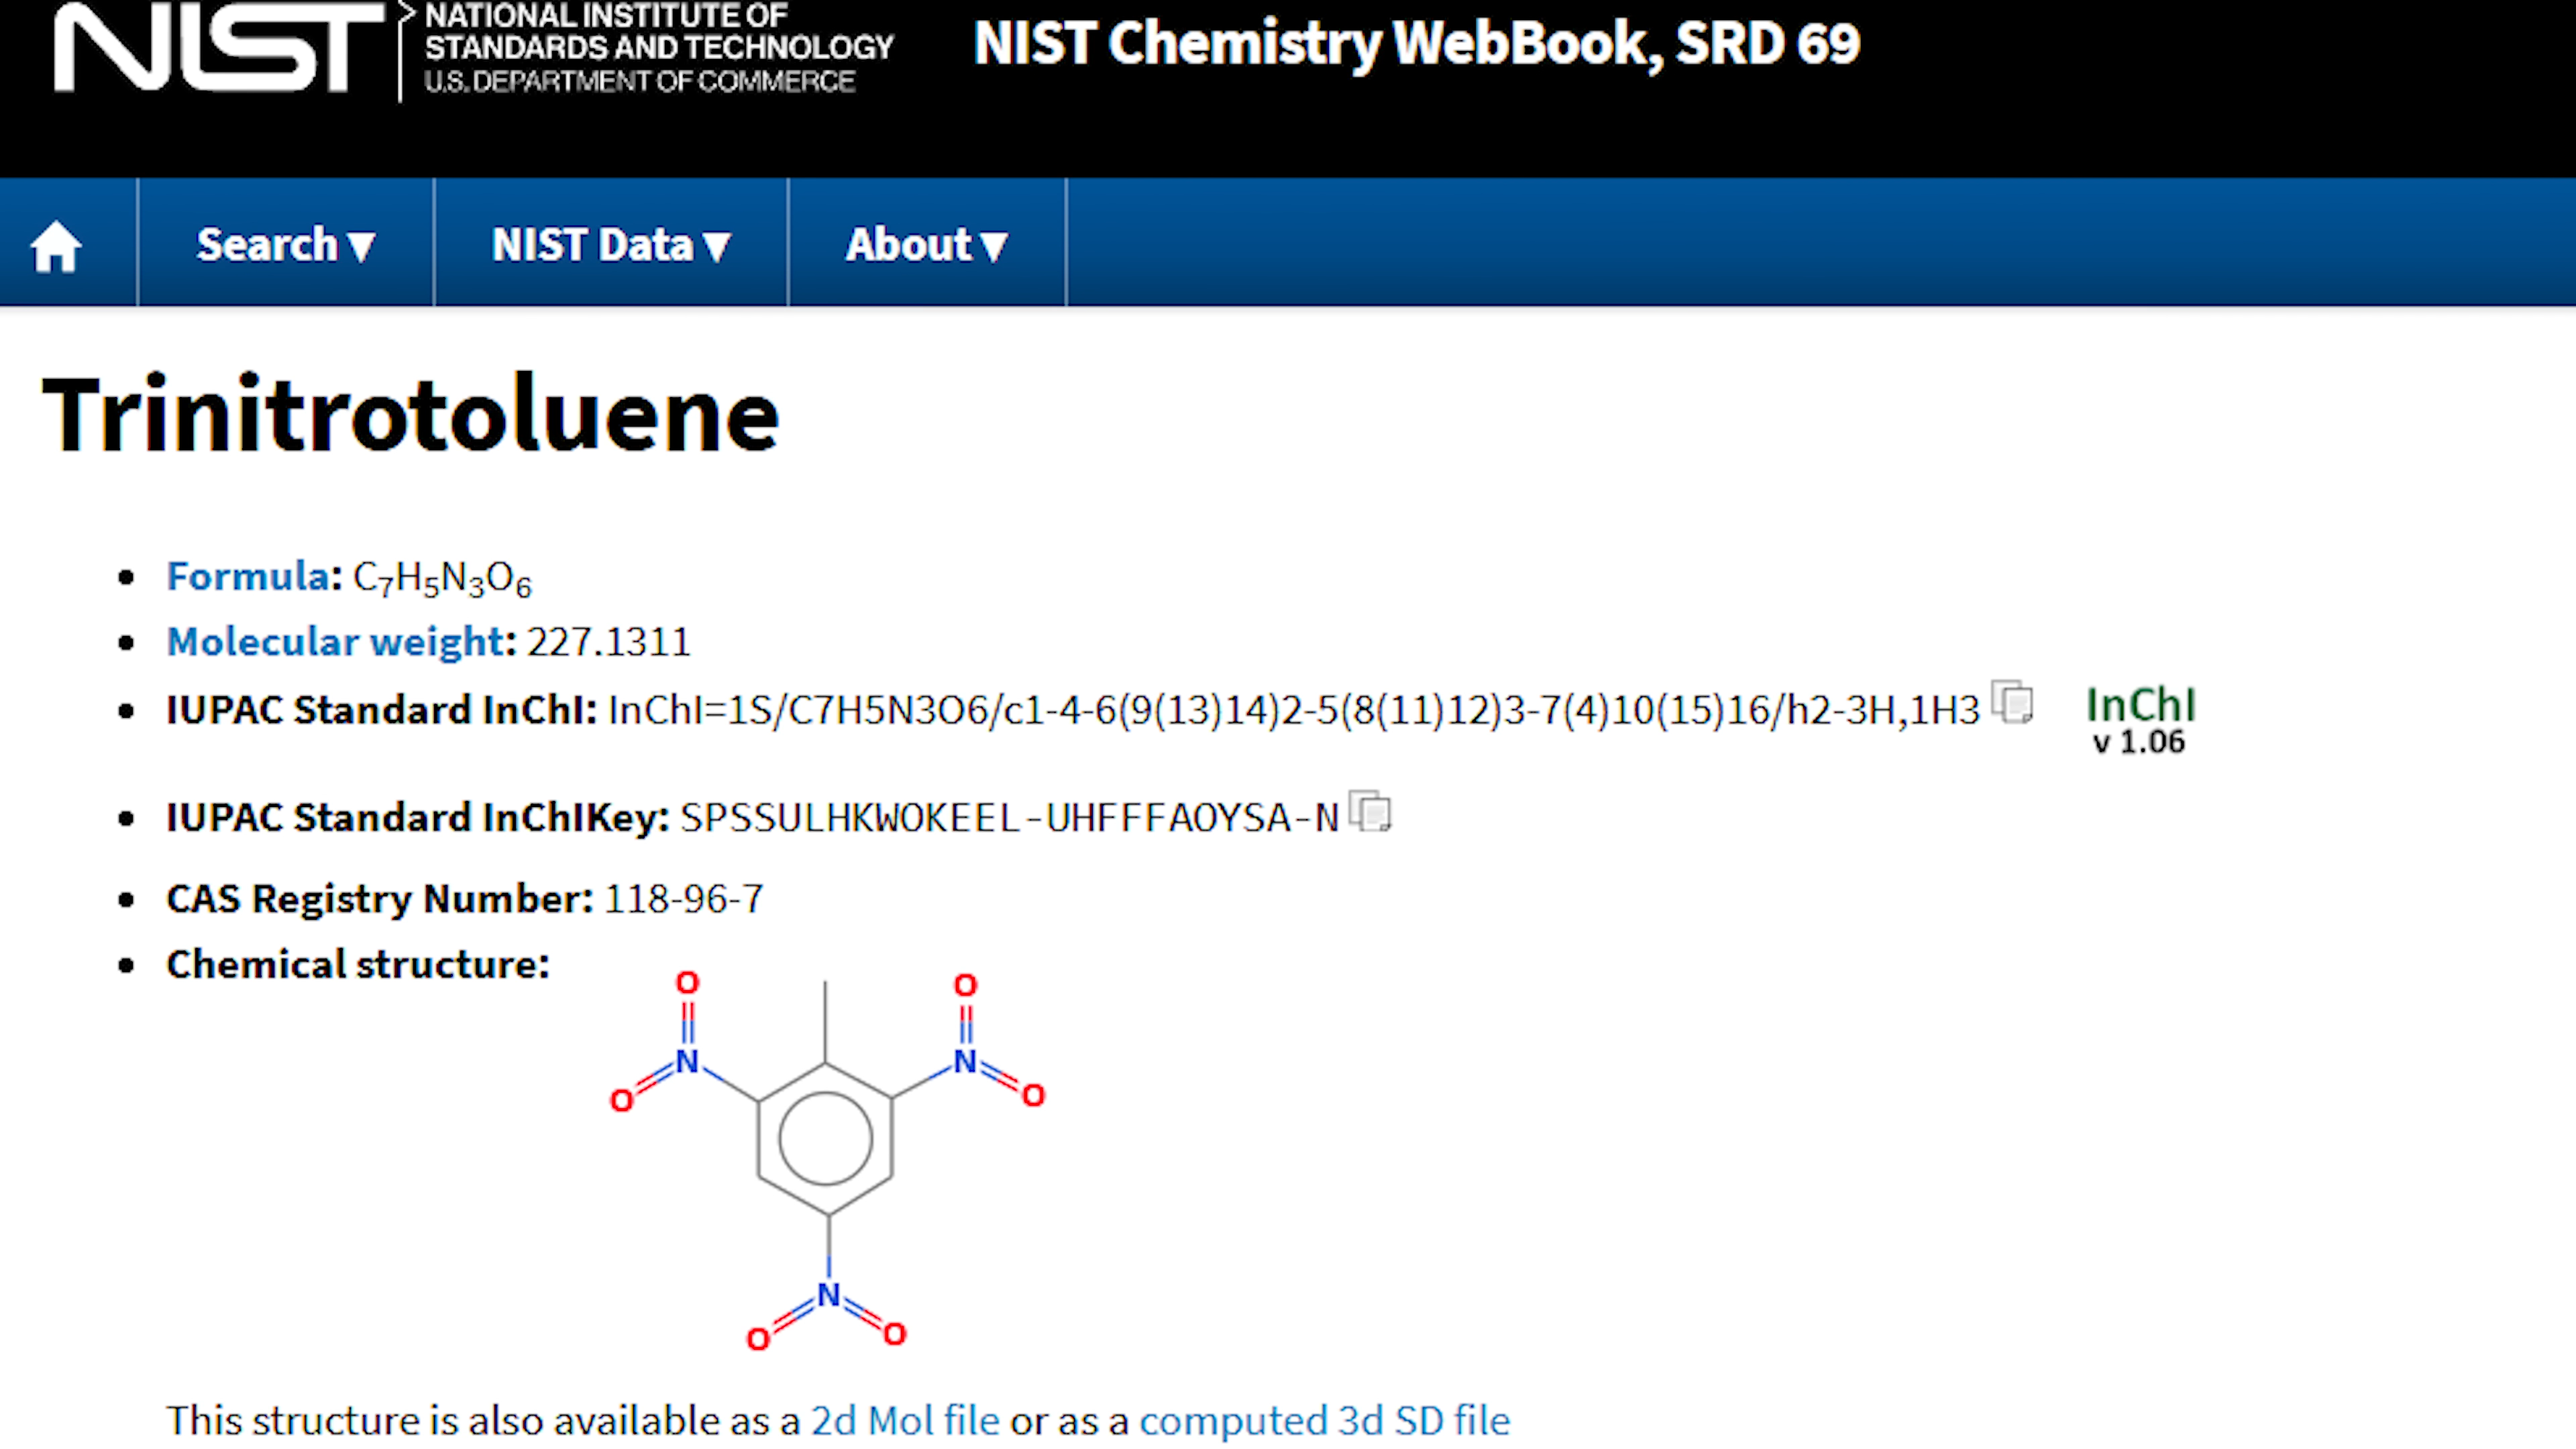 NIST
NATIONAL INSTITUTE OF
STANDARDS AND TECHNOLOGY
U.S. DEPARTMENT OF COMMERCE
NIST Chemistry WebBook, SRD 69
Search ▼
NIST Data ▼
About ▼
Trinitrotoluene
• Formula: C₇H₅N₃O₆
• Molecular weight: 227.1311
• IUPAC Standard InChI: InChI=1S/C7H5N3O6/c1-4-6(9(13)14)2-5(8(11)12)3-7(4)10(15)16/h2-3H,1H3
InChI
v 1.06
• IUPAC Standard InChIKey: SPSSULHKWOKEEL-UHFFFAOYSA-N
• CAS Registry Number: 118-96-7
• Chemical structure:
O O
N N
O O
N
O O
This structure is also available as a 2d Mol file or as a computed 3d SD file